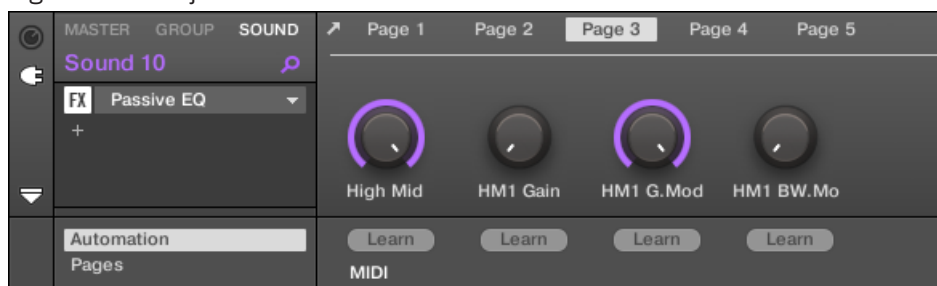 MASTER GROUP SOUND
Sound 10
FX Passive EQ
+
Page 1 Page 2 Page 3 Page 4 Page 5
High Mid HM1 Gain HM1 G.Mod HM1 BW.Mo
Automation
Pages
Learn Learn Learn Learn
MIDI